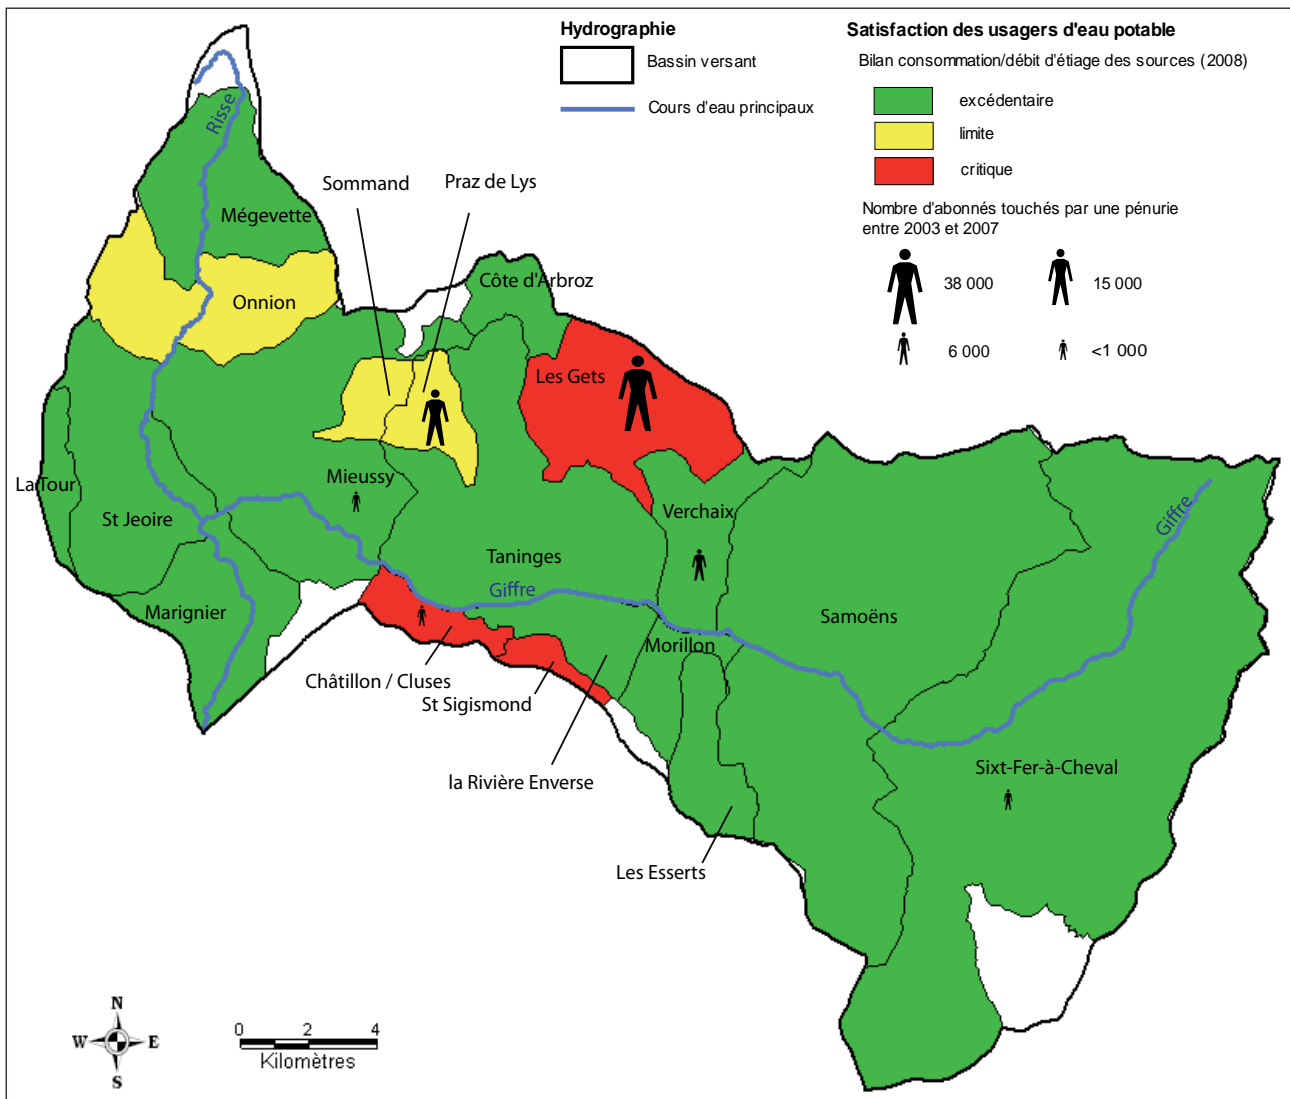 Hydrographie
Bassin versant
Cours d'eau principaux
Satisfaction des usagers d'eau potable
Bilan consommation/débit d'étiage des sources (2008)
excédentaire
limite
critique
Nombre d'abonnés touchés par une pénurie
entre 2003 et 2007
38 000
15 000
6 000
<1 000
Risse
Sommand
Praz de Lys
Mégevette
Côte d'Arbroz
Onnion
Les Gets
La Tour
Mieussy
St Jeoire
Verchaix
Giffre
Taninges
Giffre
Marignier
Samoëns
Morillon
Châtillon / Cluses
St Sigismond
la Rivière Enverse
Sixt-Fer-à-Cheval
Les Esserts
N
W
E
S
0 2 4
Kilomètres